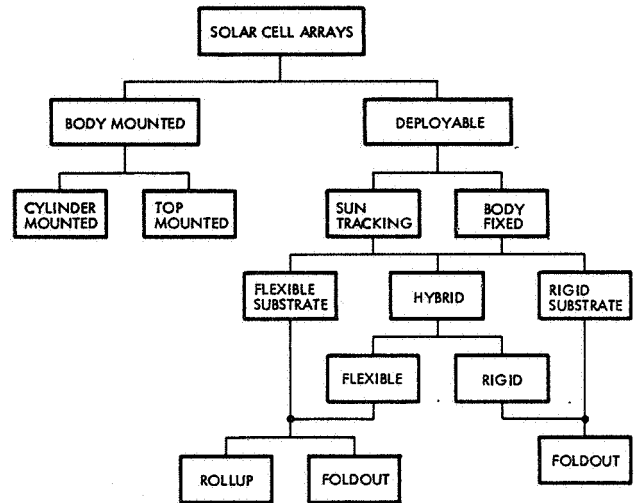 SOLAR CELL ARRAYS
BODY MOUNTED
DEPLOYABLE
CYLINDER
MOUNTED
TOP
MOUNTED
SUN
TRACKING
BODY
FIXED
FLEXIBLE
SUBSTRATE
HYBRID
RIGID
SUBSTRATE
FLEXIBLE
RIGID
ROLLUP
FOLDOUT
FOLDOUT